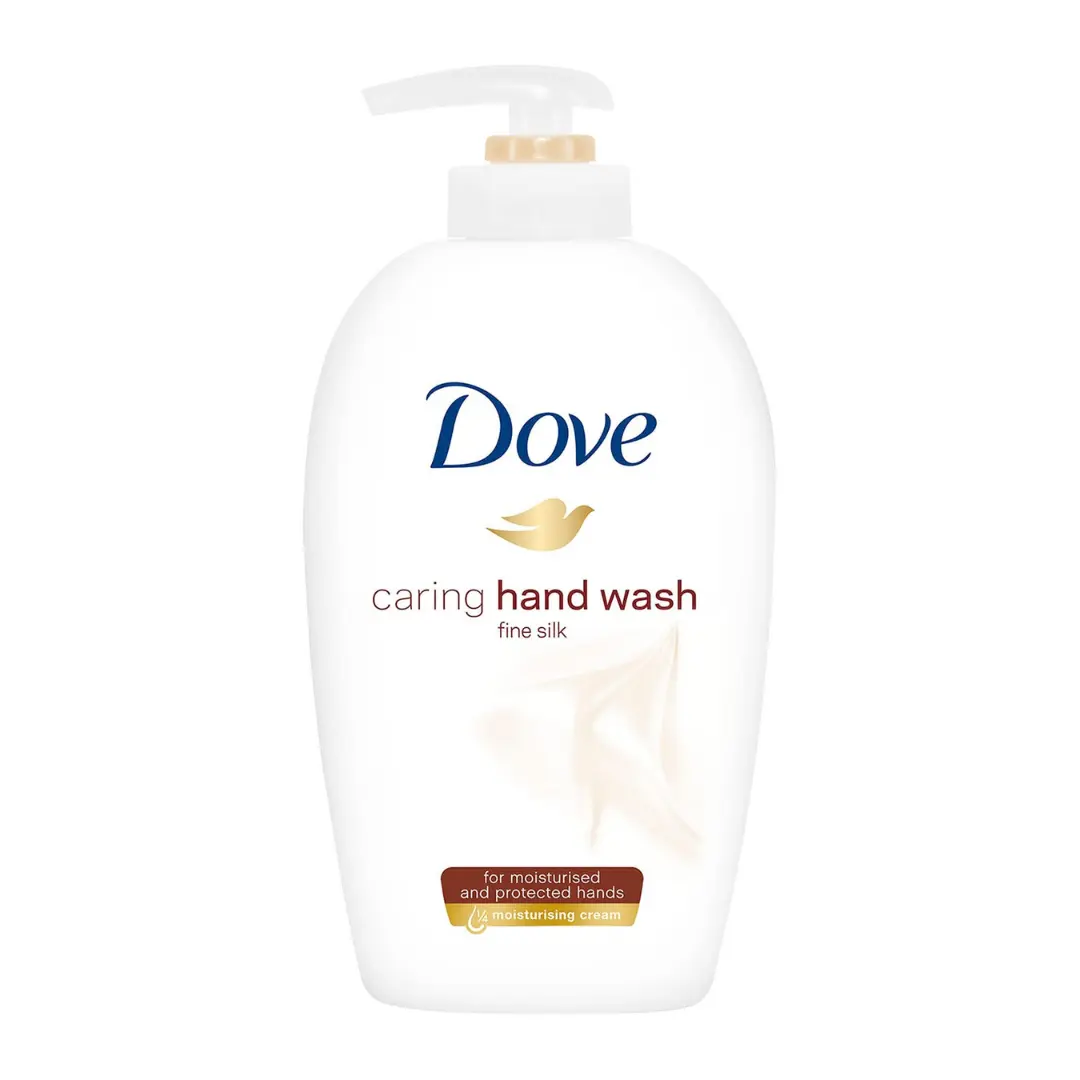 Dove
caring hand wash
fine silk
for moisturised
and protected hands
¼ moisturising cream